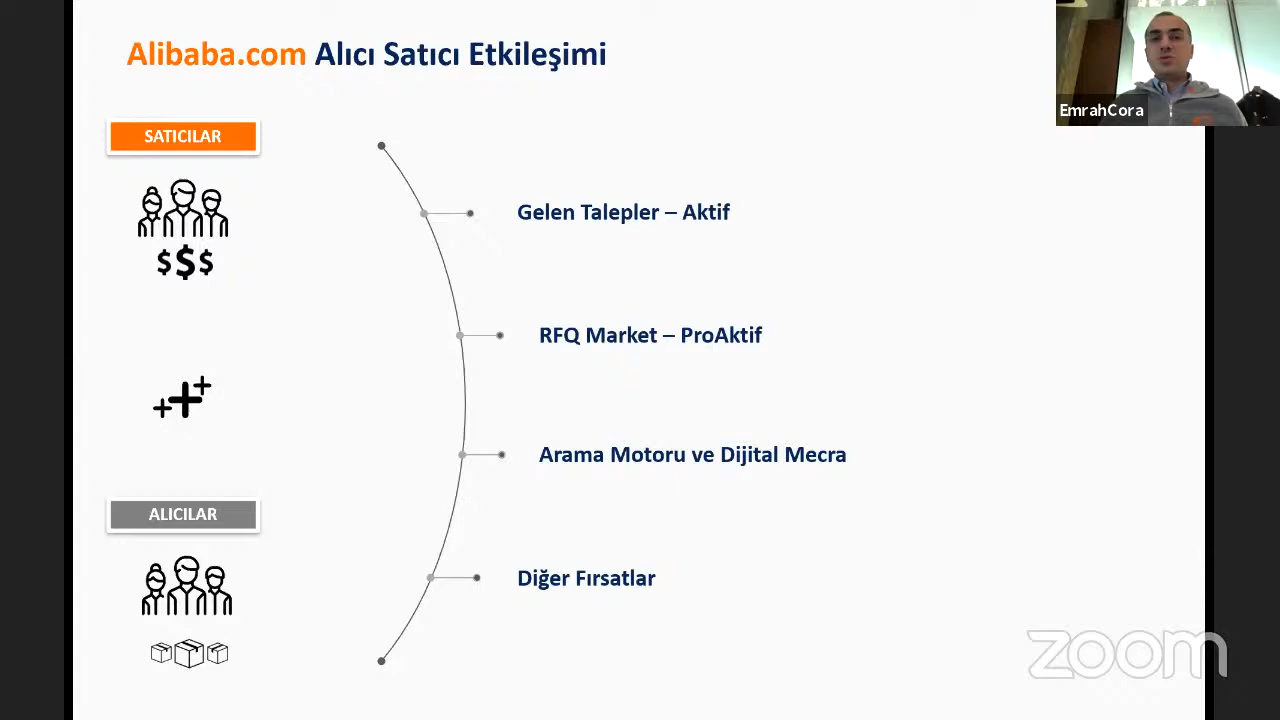 Alibaba.com Alıcı Satıcı Etkileşimi
EmrahCora
SATICILAR
Gelen Talepler – Aktif
$$$
RFQ Market – ProAktif
Arama Motoru ve Dijital Mecra
ALICILAR
Diğer Fırsatlar
zoom